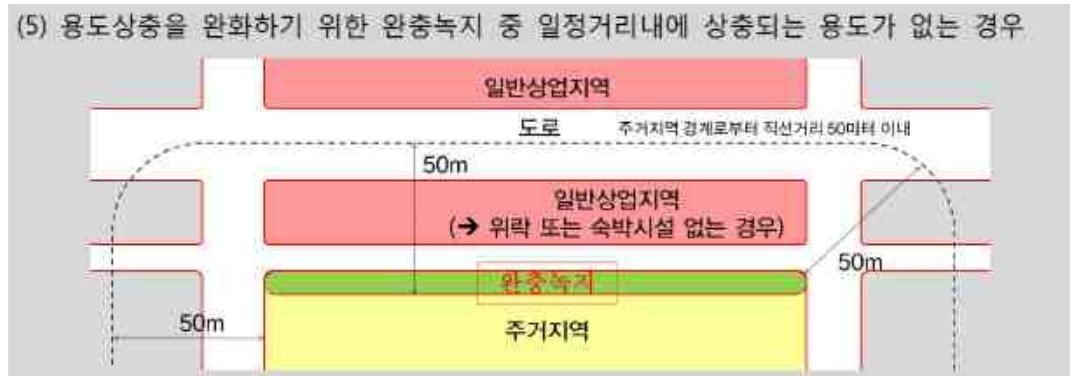 (5) 용도상충을 완화하기 위한 완충녹지 중 일정거리내에 상충되는 용도가 없는 경우
일반상업지역
도로
주거지역 경계로부터 직선거리 50미터 이내
50m
일반상업지역
(→ 위락 또는 숙박시설 없는 경우)
50m
완충녹지
50m
주거지역